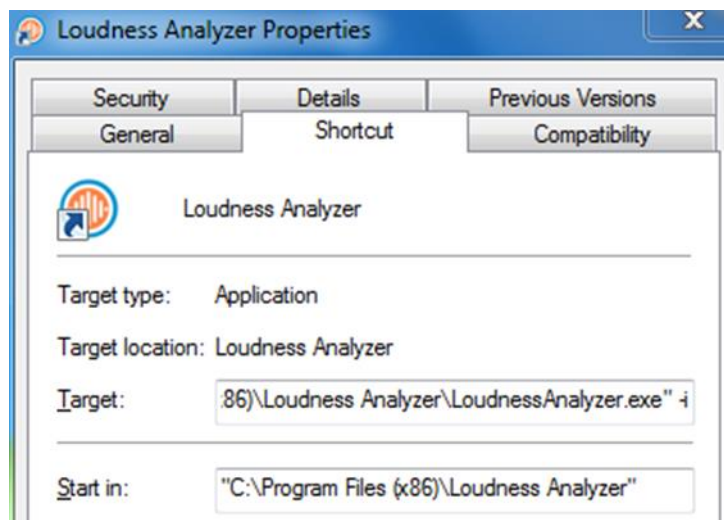 Loudness Analyzer Properties
X
Security Details Previous Versions
General Shortcut Compatibility
Loudness Analyzer
Target type: Application
Target location: Loudness Analyzer
Target: :86)\Loudness Analyzer\LoudnessAnalyzer.exe" -i
Start in: "C:\Program Files (x86)\Loudness Analyzer"